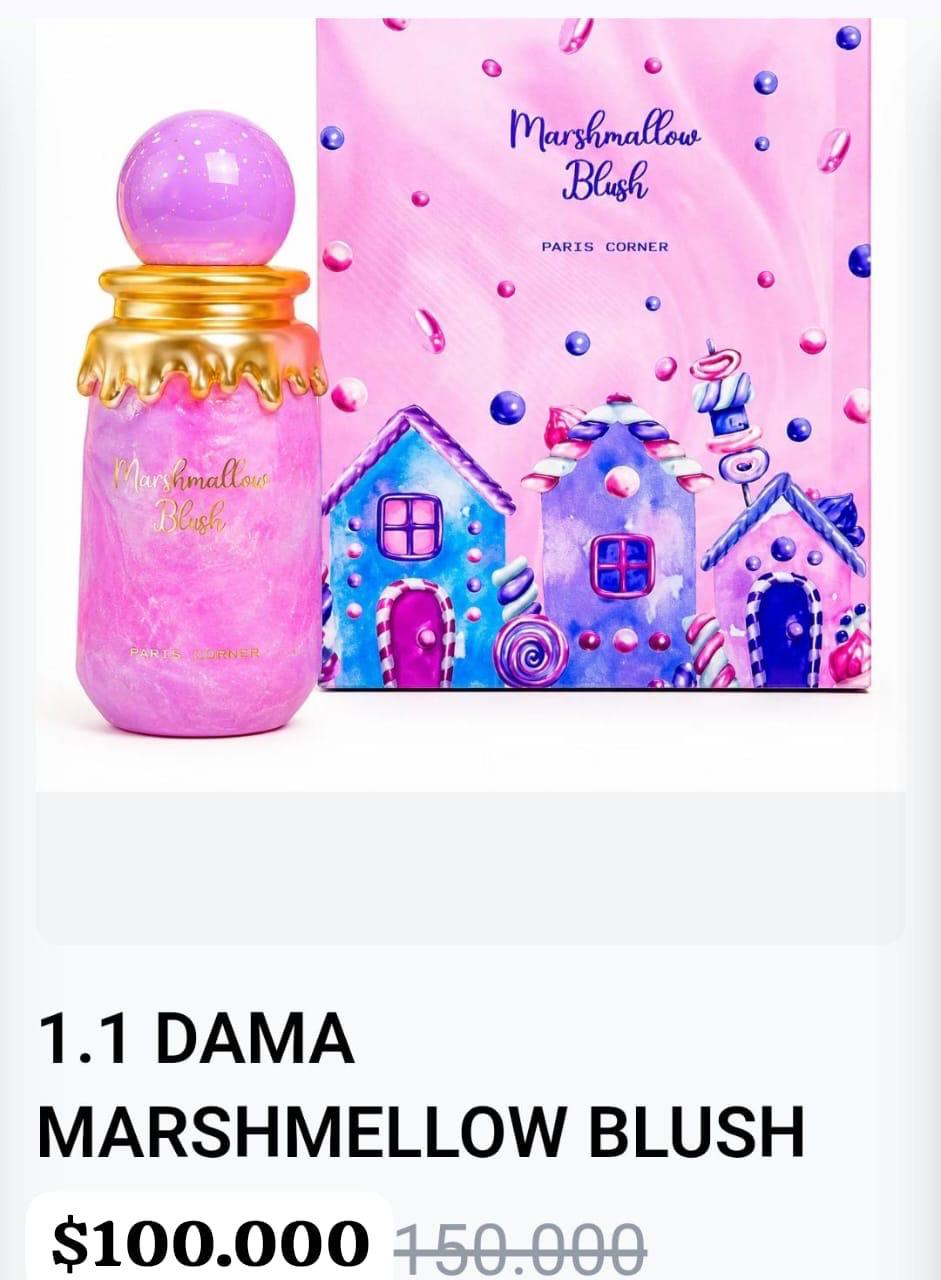 Marshmallow
Blush
PARIS CORNER
Marshmallow
Blush
PARIS CORNER
1.1 DAMA
MARSHMELLOW BLUSH
$100.000 150.000